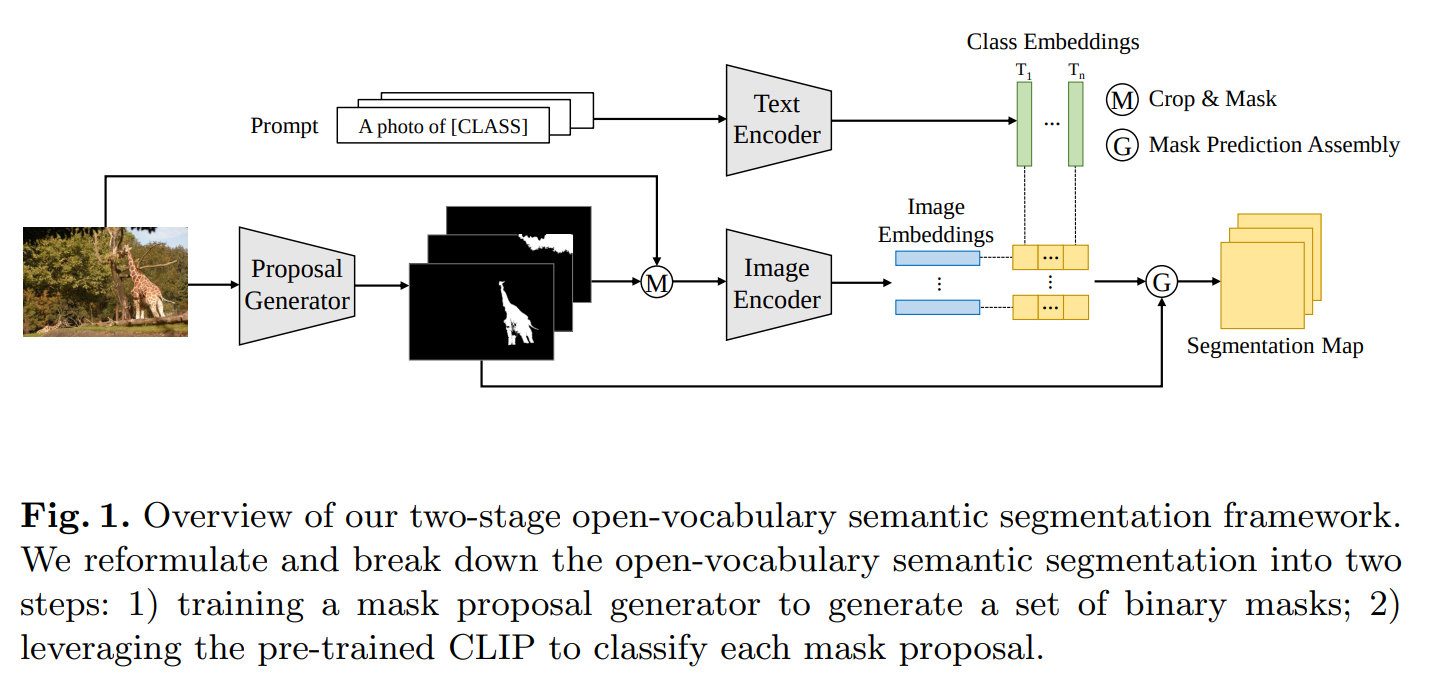 Class Embeddings
T1 Tn
Prompt
A photo of [CLASS]
Text
Encoder
...
M Crop & Mask
G Mask Prediction Assembly
Proposal
Generator
M
Image
Encoder
Image
Embeddings
...
...
...
...
G
Segmentation Map
Fig. 1. Overview of our two-stage open-vocabulary semantic segmentation framework.
We reformulate and break down the open-vocabulary semantic segmentation into two
steps: 1) training a mask proposal generator to generate a set of binary masks; 2)
leveraging the pre-trained CLIP to classify each mask proposal.